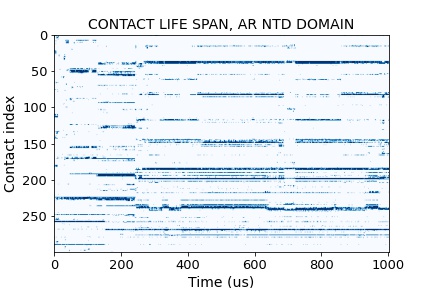 CONTACT LIFE SPAN, AR NTD DOMAIN
0
50
100
150
200
250
Contact index
0 200 400 600 800 1000
Time (us)